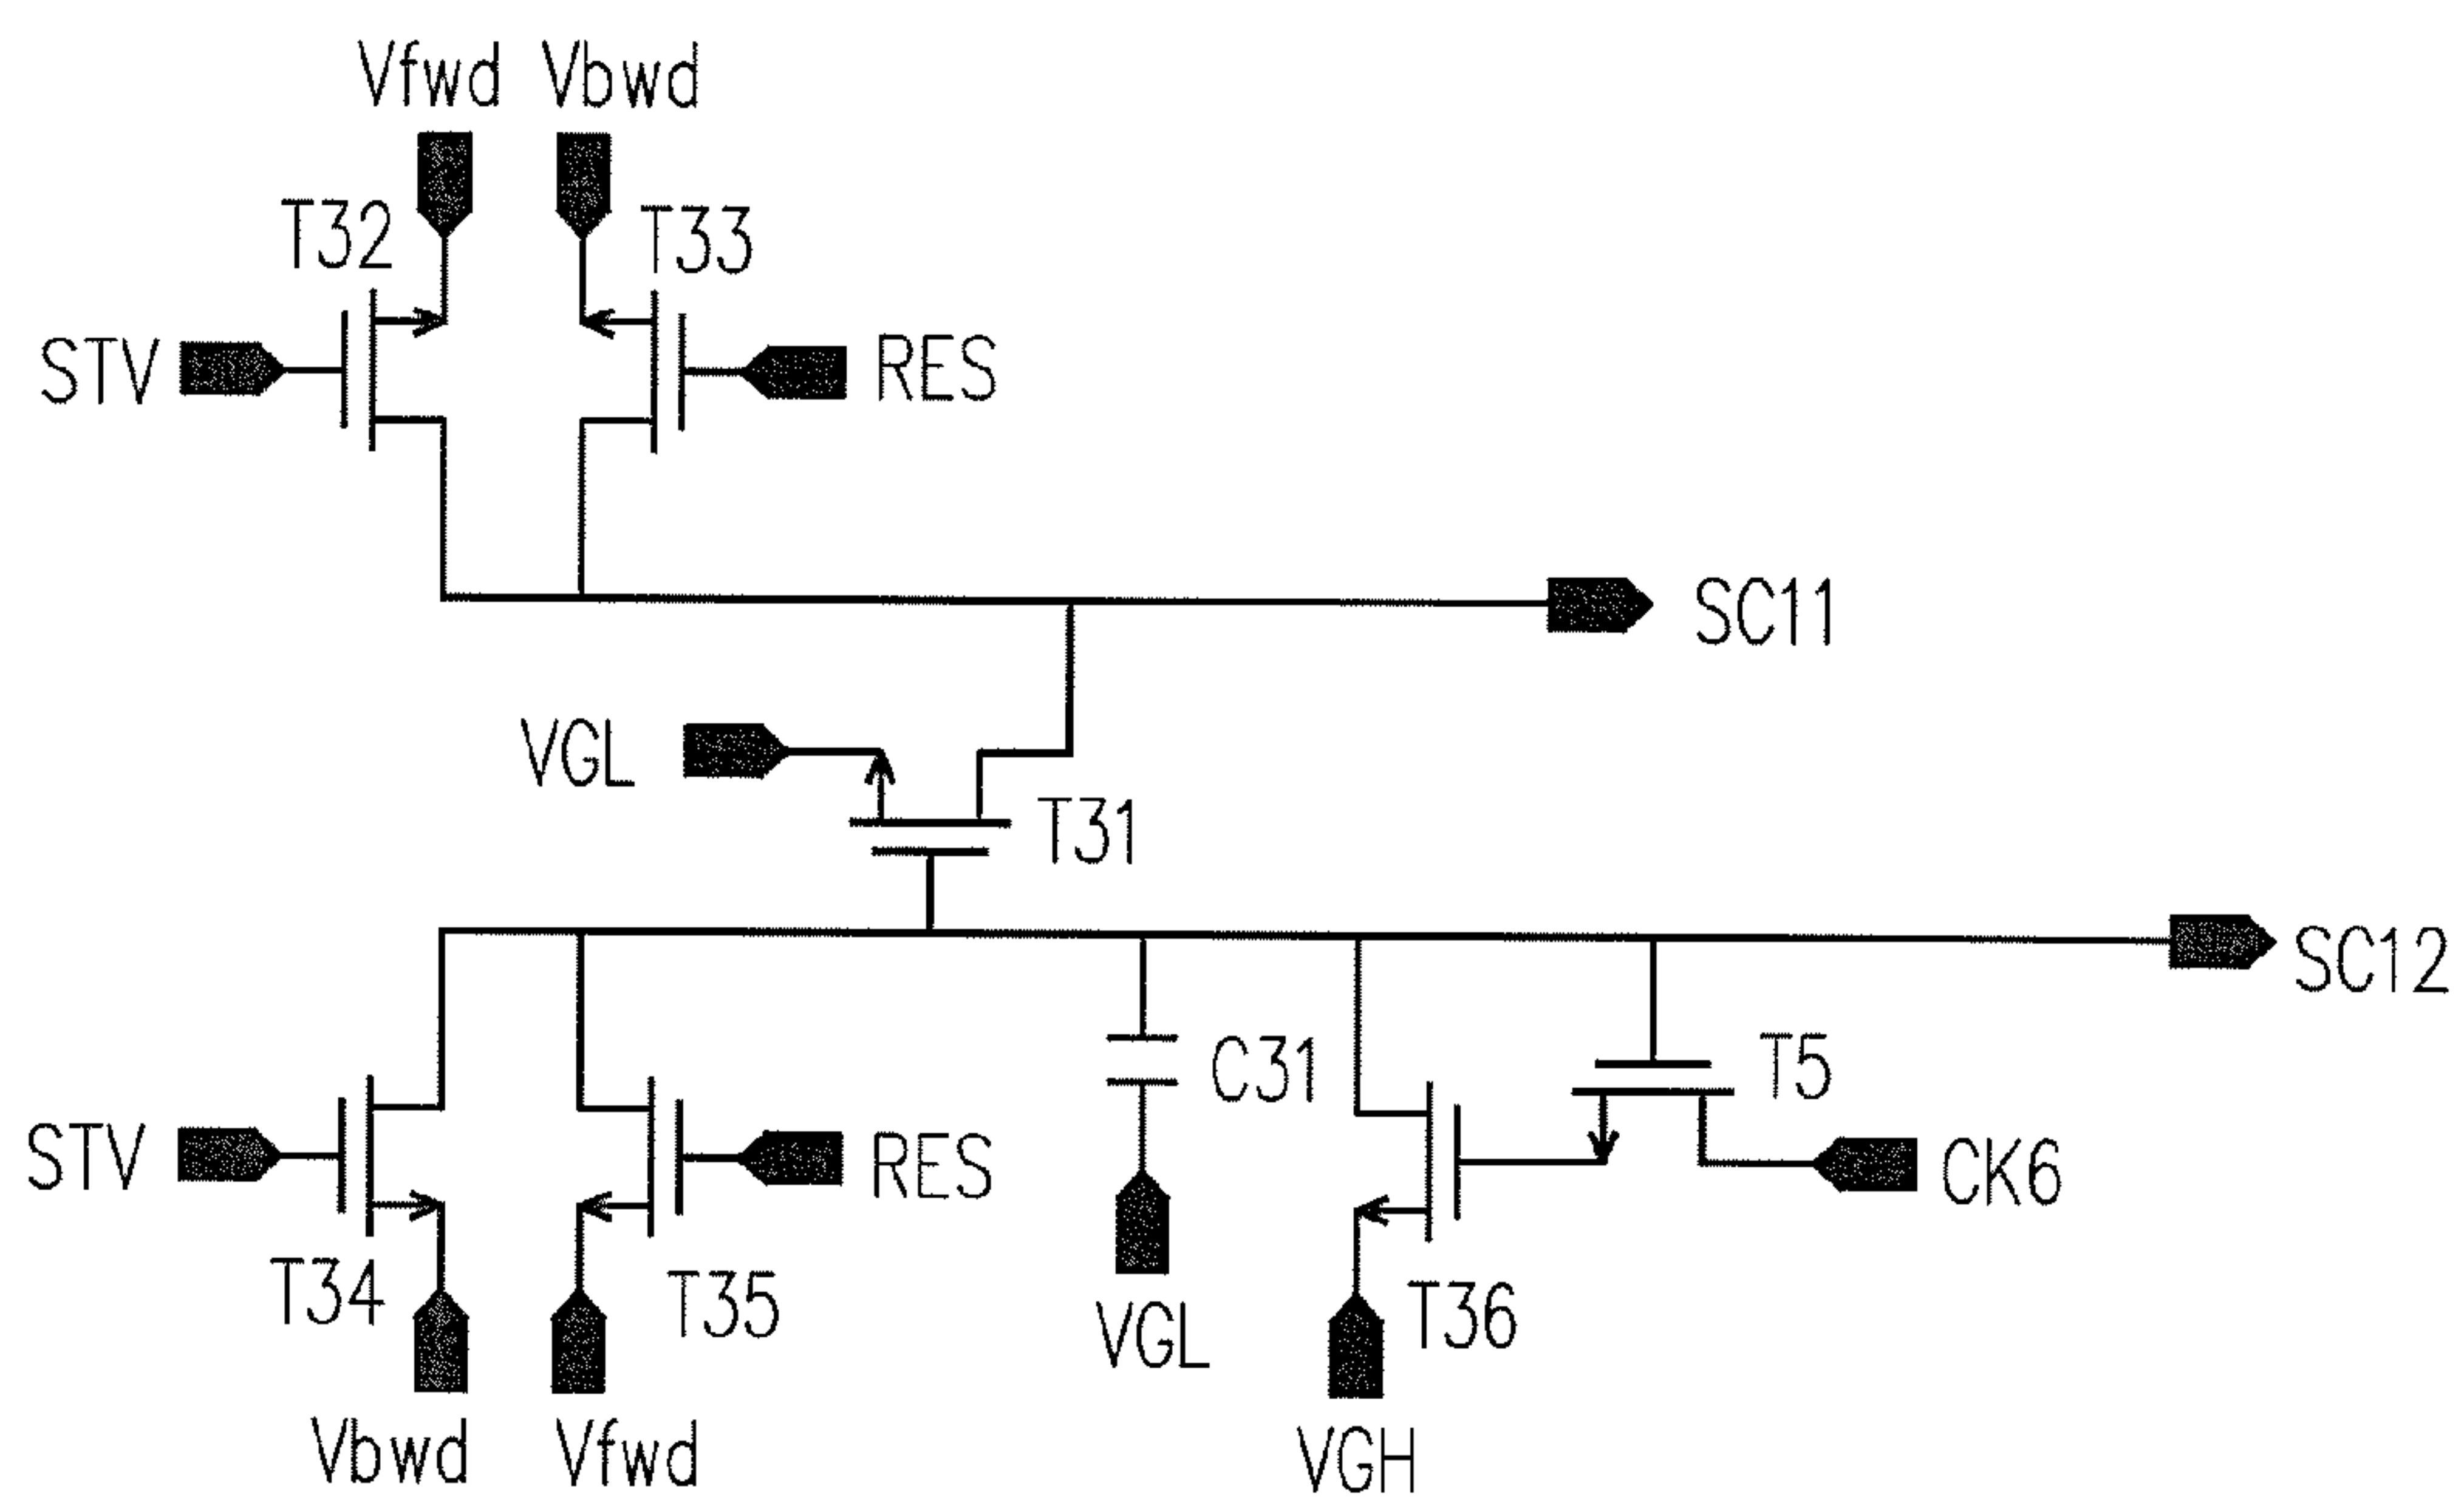 Vfwd Vbwd
T32
T33
STV
RES
SC11
VGL
T31
SC12
C31
T5
STV
RES
CK6
T34
T35
VGL
T36
Vbwd
Vfwd
VGH